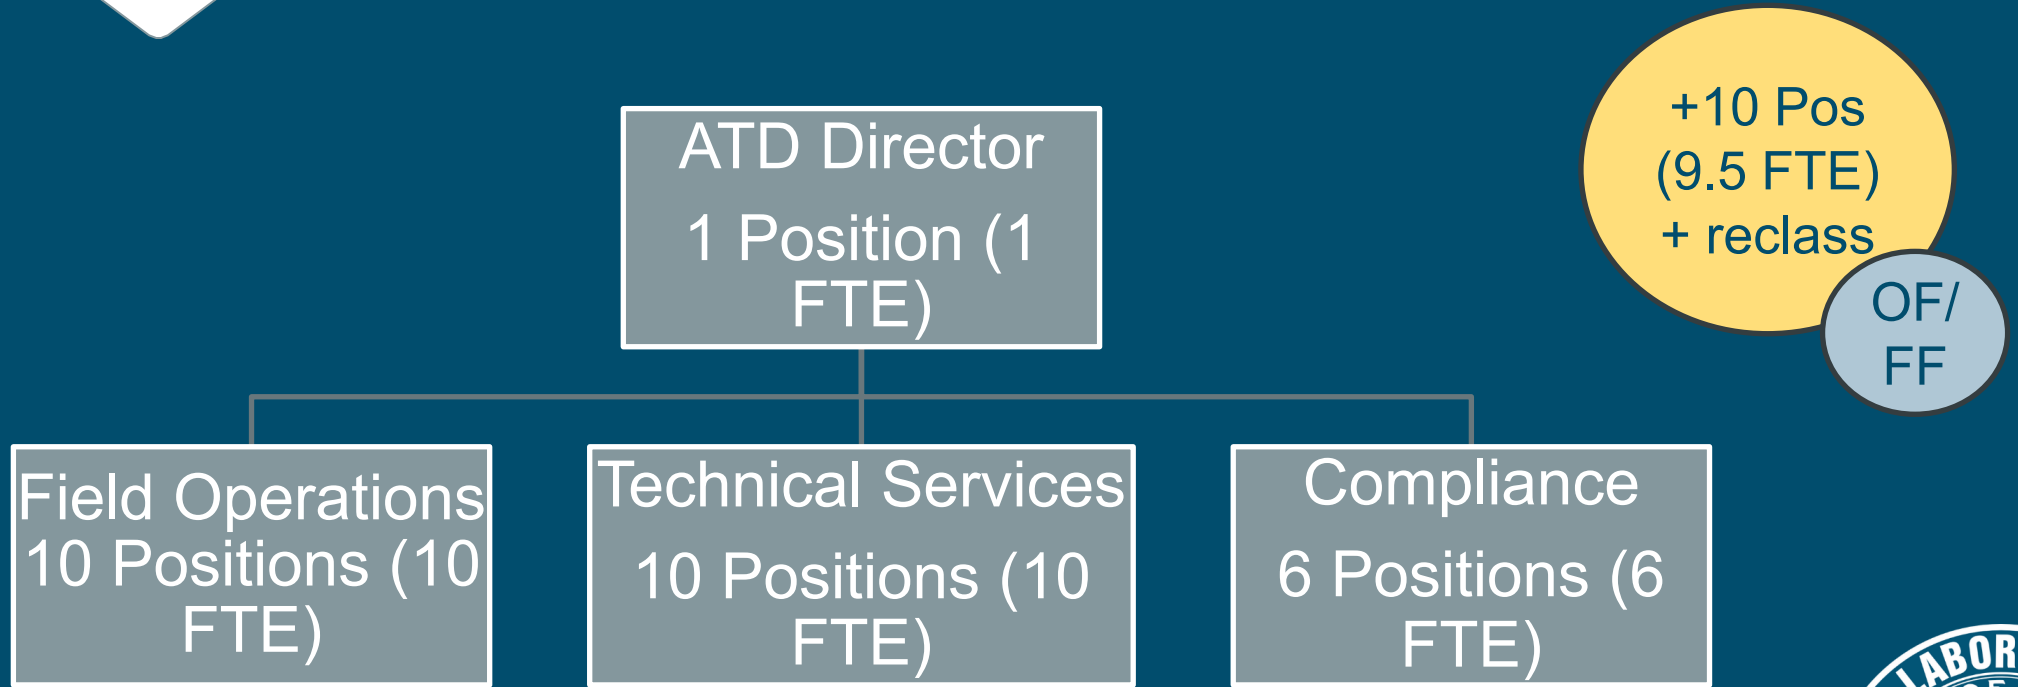 ATD Director
1 Position (1
FTE)
+10 Pos
(9.5 FTE)
+ reclass
OF/
FF
Field Operations
10 Positions (10
FTE)
Technical Services
10 Positions (10
FTE)
Compliance
6 Positions (6
FTE)
LABOR